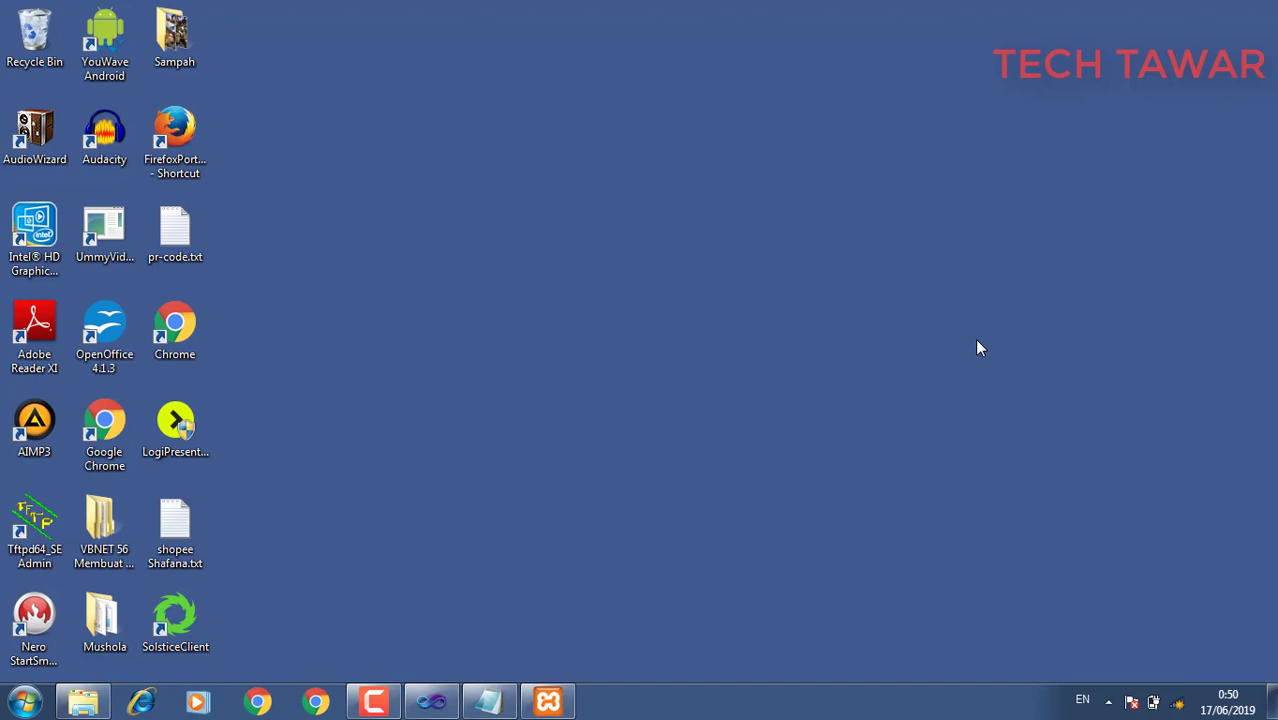 TECH TAWAR
Recycle Bin
YouWave
Android
Sampah
AudioWizard
Audacity
FirefoxPort...
- Shortcut
Intel® HD
Graphic...
UmmyVid...
pr-code.txt
Adobe
Reader XI
OpenOffice
4.1.3
Chrome
AIMP3
Google
Chrome
LogiPresent...
TFTP
Tftpd64_SE
Admin
VBNET 56
Membuat ...
shopee
Shafana.txt
Nero
StartSm...
Mushola
SolsticeClient
EN
0:50
17/06/2019